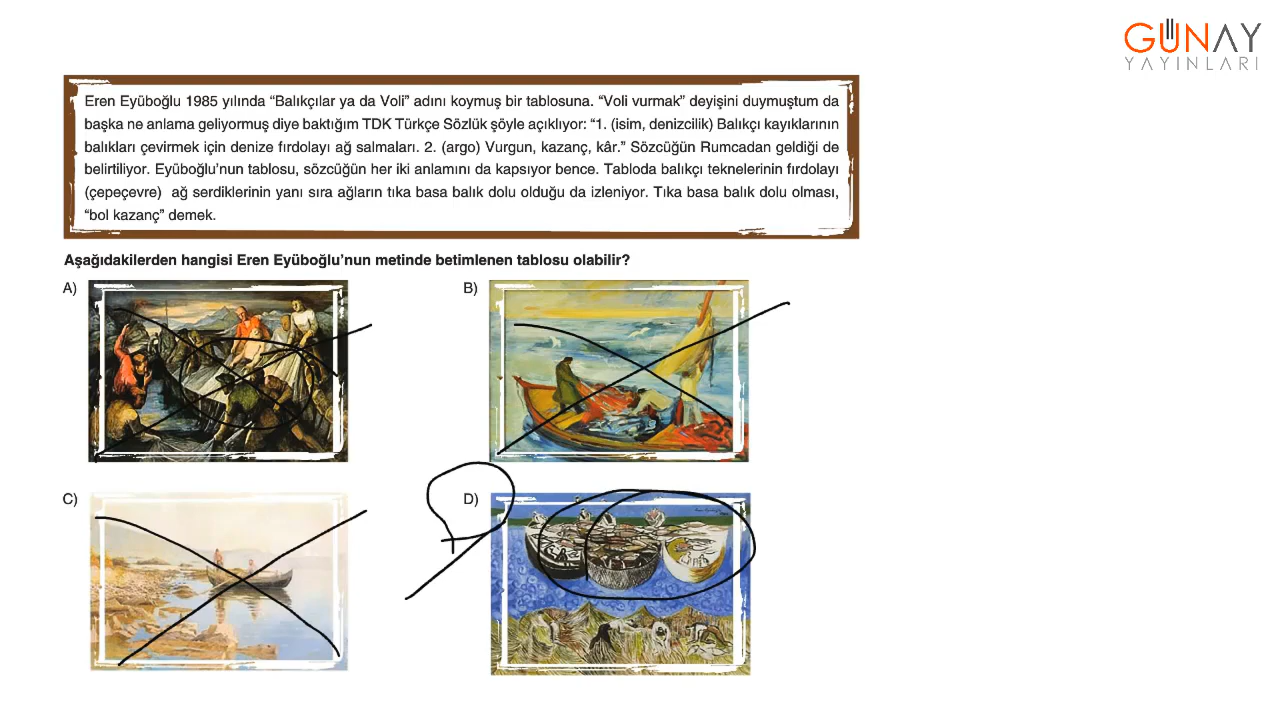 GÜNAY
YAYINLARI
Eren Eyüboğlu 1985 yılında “Balıkçılar ya da Voli” adını koymuş bir tablosuna. “Voli vurmak” deyişini duymuştum da
başka ne anlama geliyormuş diye baktığım TDK Türkçe Sözlük şöyle açıklıyor: “1. (isim, denizcilik) Balıkçı kayıklarının
balıkları çevirmek için denize fırdolayı ağ salmaları. 2. (argo) Vurgun, kazanç, kâr.” Sözcüğün Rumcadan geldiği de
belirtiliyor. Eyüboğlu’nun tablosu, sözcüğün her iki anlamını da kapsıyor bence. Tabloda balıkçı teknelerinin fırdolayı
(çepeçevre) ağ serdiklerinin yanı sıra ağların tıka basa balık dolu olduğu da izleniyor. Tıka basa balık dolu olması,
“bol kazanç” demek.
Aşağıdakilerden hangisi Eren Eyüboğlu’nun metinde betimlenen tablosu olabilir?
A)
B)
C)
D)